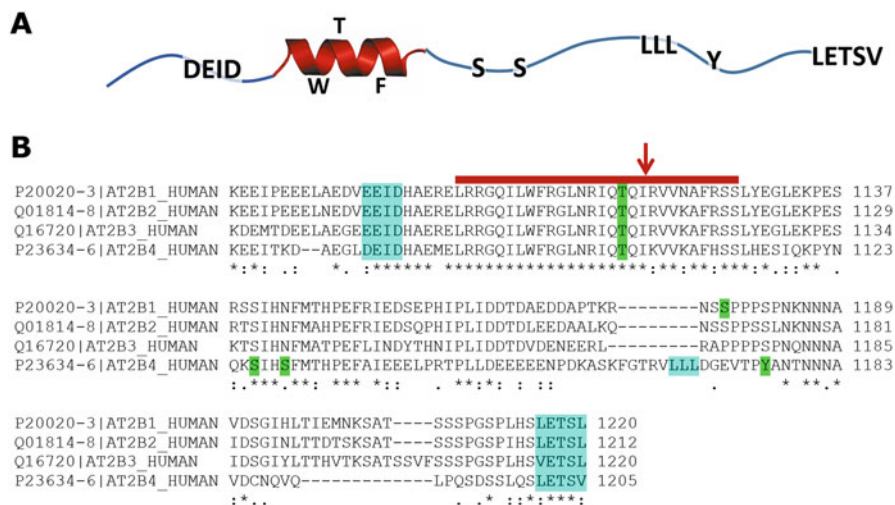 A
T
DEID
W F
S S
LLL
Y
LETSV
B
P20020-3|AT2B1_HUMAN KEEIPEEELAEDVEEIDHAERELRRGQILWFRGLNRIQTQIRVVNAFRSSLYEGLEKPES 1137
Q01814-8|AT2B2_HUMAN KEEIPEEELNEDVEEIDHAERELRRGQILWFRGLNRIQTQIRVVKAFRSSLYEGLEKPES 1129
Q16720|AT2B3_HUMAN KDEMTDEELAEGEEEIDHAERELRRGQILWFRGLNRIQTQIRVVKAFRSSLYEGLEKPES 1134
P23634-6|AT2B4_HUMAN KEEITKD--AEGLDEIDHAEMELRRGQILWFRGLNRIQTQIKVVKAFHSSLHESIQKPYN 1123
*:*: .: *. .*************************:**:**:***:*.::** .
P20020-3|AT2B1_HUMAN RSSIHNFMTHPEFRIEDSEPHIPLIDDTDAEDDAPTKR--------NSSPPPSPNKNNNA 1189
Q01814-8|AT2B2_HUMAN RTSIHNFMAHPEFRIEDSQPHIPLIDDTDLEEDAALKQ--------NSSPPSSLNKNNSA 1181
Q16720|AT2B3_HUMAN KTSIHNFMATPEFLINDYTHNIPLIDDTDVDENEERL--------RAPPPPSPNQNNNA 1185
P23634-6|AT2B4_HUMAN QKSIHSFMTHPEFAIEEELPRTPLLDEEEEENPDKASKFGTRVLLLDGEVTPYANTNNNA 1183
:.***.**: *** *:: . **:*: : :: . * **.*
P20020-3|AT2B1_HUMAN VDSGIHLTIEMNKSAT----SSSPGSPLHSLETSL 1220
Q01814-8|AT2B2_HUMAN IDSGINLTTDTSKSAT----SSSPGSPIHSLETSL 1212
Q16720|AT2B3_HUMAN IDSGIYLTTHVTKSATSSVFSSSPGSPLHSVETSL 1220
P23634-6|AT2B4_HUMAN VDCNQVQ-------------LPQSDSSLQSLETSV 1205
:*.. . .*. :*:***: